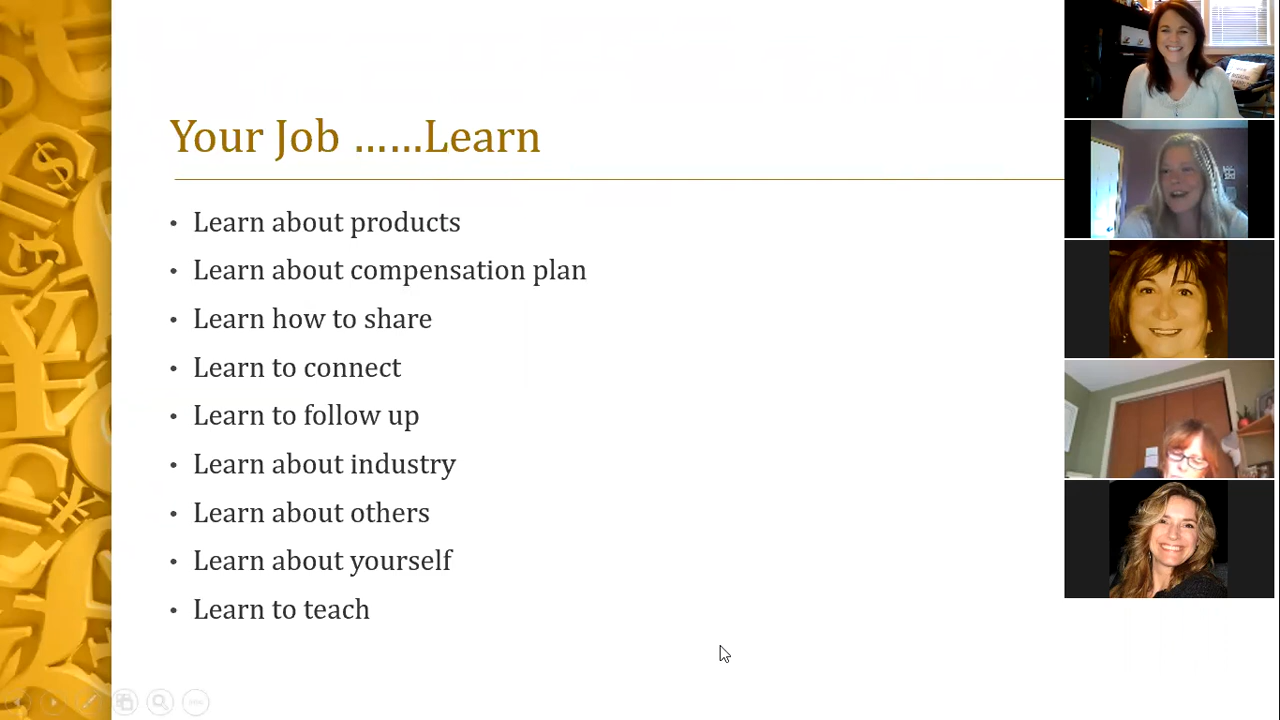 Your Job ……Learn
• Learn about products
• Learn about compensation plan
• Learn how to share
• Learn to connect
• Learn to follow up
• Learn about industry
• Learn about others
• Learn about yourself
• Learn to teach